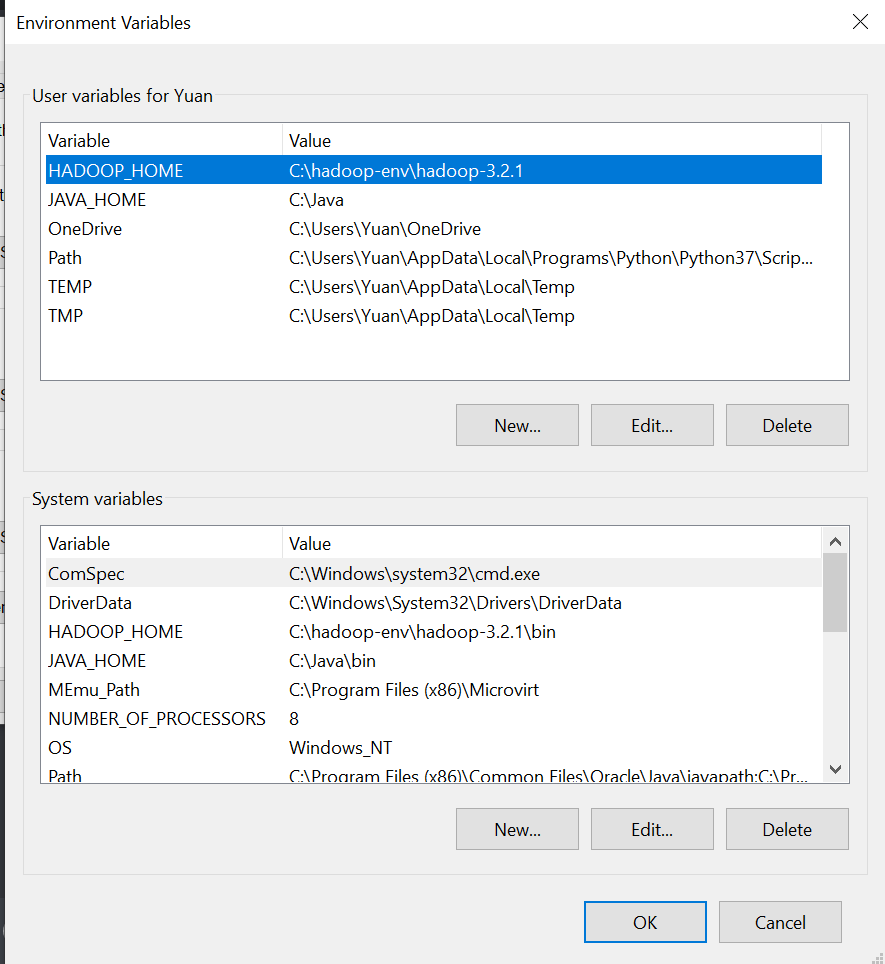 Environment Variables
User variables for Yuan
Variable Value
HADOOP_HOME C:\hadoop-env\hadoop-3.2.1
JAVA_HOME C:\Java
OneDrive C:\Users\Yuan\OneDrive
Path C:\Users\Yuan\AppData\Local\Programs\Python\Python37\Scrip...
TEMP C:\Users\Yuan\AppData\Local\Temp
TMP C:\Users\Yuan\AppData\Local\Temp
New... Edit... Delete
System variables
Variable Value
ComSpec C:\Windows\system32\cmd.exe
DriverData C:\Windows\System32\Drivers\DriverData
HADOOP_HOME C:\hadoop-env\hadoop-3.2.1\bin
JAVA_HOME C:\Java\bin
MEmu_Path C:\Program Files (x86)\Microvirt
NUMBER_OF_PROCESSORS 8
OS Windows_NT
Path C:\Program Files (x86)\Common Files\Oracle\Java\javapath;C:\Pr...
New... Edit... Delete
OK Cancel